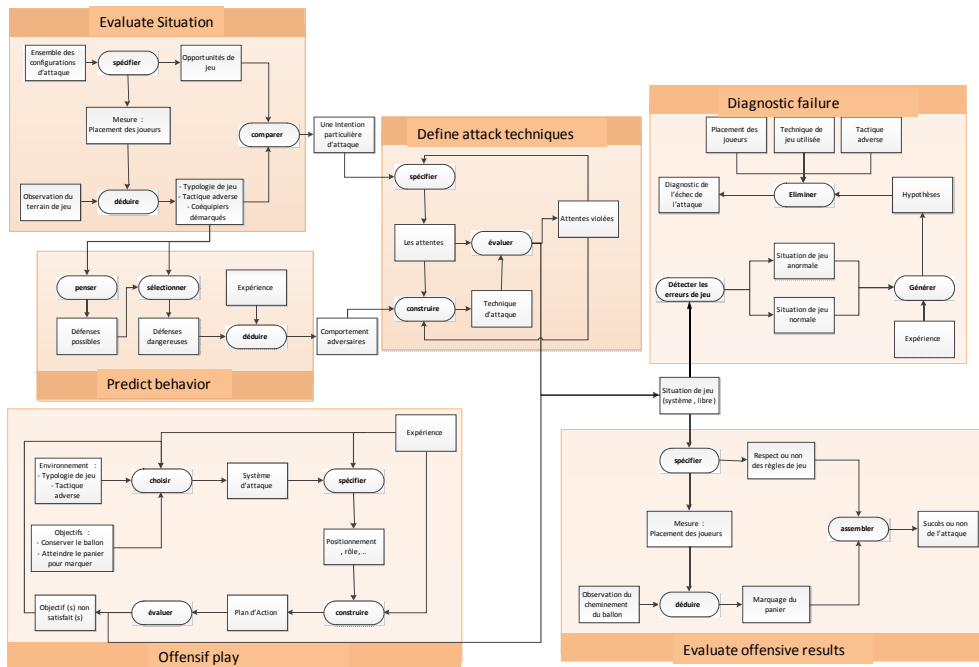 Evaluate Situation
Ensemble des
configurations
d'attaque
spécifier
Opportunités de
jeu
Mesure :
Placement des joueurs
comparer
Observation du
terrain de jeu
déduire
- Typologie de jeu
- Tactique adverse
- Coéquipiers
démarqués
Une Intention
particulière
d'attaque
Define attack techniques
spécifier
Les attentes
évaluer
Attentes violées
construire
Technique
d'attaque
Diagnostic failure
Placement des
joueurs
Technique de
jeu utilisée
Tactique
adverse
Diagnostic de
l'échec de
l'attaque
Eliminer
Hypothèses
Détecter les
erreurs de jeu
Situation de jeu
anormale
Situation de jeu
normale
Générer
Expérience
penser
sélectionner
Expérience
Défenses
possibles
Défenses
dangereuses
déduire
Comportement
adversaires
Predict behavior
Situation de jeu
(système , libre )
Expérience
Environnement :
- Typologie de jeu
- Tactique
adverse
choisir
Système
d'attaque
spécifier
Objectifs :
- Conserver le ballon
- Atteindre le panier
pour marquer
Positionnement
, rôle , ..
Objectif (s) non
satisfait (s)
évaluer
Plan d'Action
construire
Offensif play
spécifier
Respect ou non
des règles de jeu
Mesure :
Placement des joueurs
assembler
Succès ou non
de l'attaque
Observation du
cheminement du
ballon
déduire
Marquage du
panier
Evaluate offensive results